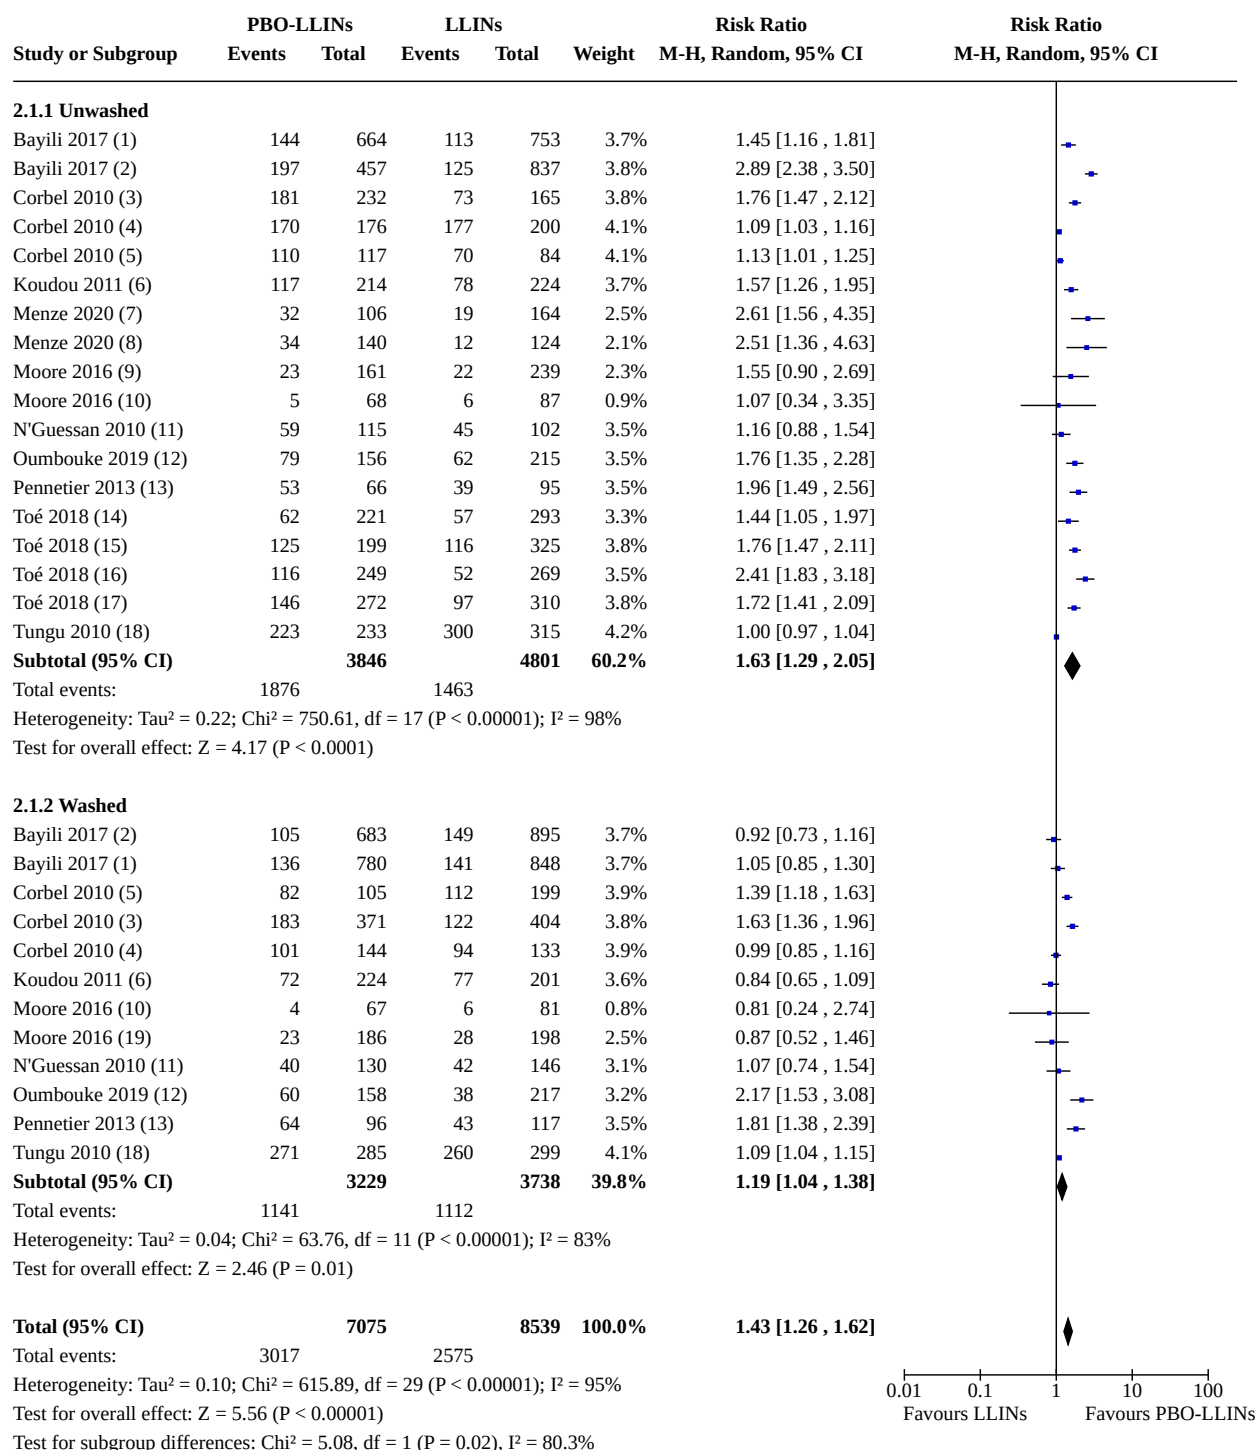 PBO-LLINs LLINs Risk Ratio Risk Ratio
Study or Subgroup Events Total Events Total Weight M-H, Random, 95% CI M-H, Random, 95% CI
2.1.1 Unwashed
Bayili 2017 (1) 144 664 113 753 3.7% 1.45 [1.16 , 1.81]
Bayili 2017 (2) 197 457 125 837 3.8% 2.89 [2.38 , 3.50]
Corbel 2010 (3) 181 232 73 165 3.8% 1.76 [1.47 , 2.12]
Corbel 2010 (4) 170 176 177 200 4.1% 1.09 [1.03 , 1.16]
Corbel 2010 (5) 110 117 70 84 4.1% 1.13 [1.01 , 1.25]
Koudou 2011 (6) 117 214 78 224 3.7% 1.57 [1.26 , 1.95]
Menze 2020 (7) 32 106 19 164 2.5% 2.61 [1.56 , 4.35]
Menze 2020 (8) 34 140 12 124 2.1% 2.51 [1.36 , 4.63]
Moore 2016 (9) 23 161 22 239 2.3% 1.55 [0.90 , 2.69]
Moore 2016 (10) 5 68 6 87 0.9% 1.07 [0.34 , 3.35]
N'Guessan 2010 (11) 59 115 45 102 3.5% 1.16 [0.88 , 1.54]
Oumbouke 2019 (12) 79 156 62 215 3.5% 1.76 [1.35 , 2.28]
Pennetier 2013 (13) 53 66 39 95 3.5% 1.96 [1.49 , 2.56]
Toé 2018 (14) 62 221 57 293 3.3% 1.44 [1.05 , 1.97]
Toé 2018 (15) 125 199 116 325 3.8% 1.76 [1.47 , 2.11]
Toé 2018 (16) 116 249 52 269 3.5% 2.41 [1.83 , 3.18]
Toé 2018 (17) 146 272 97 310 3.8% 1.72 [1.41 , 2.09]
Tungu 2010 (18) 223 233 300 315 4.2% 1.00 [0.97 , 1.04]
Subtotal (95% CI) 3846 4801 60.2% 1.63 [1.29 , 2.05]
Total events: 1876 1463
Heterogeneity: Tau² = 0.22; Chi² = 750.61, df = 17 (P < 0.00001); I² = 98%
Test for overall effect: Z = 4.17 (P < 0.0001)
2.1.2 Washed
Bayili 2017 (2) 105 683 149 895 3.7% 0.92 [0.73 , 1.16]
Bayili 2017 (1) 136 780 141 848 3.7% 1.05 [0.85 , 1.30]
Corbel 2010 (5) 82 105 112 199 3.9% 1.39 [1.18 , 1.63]
Corbel 2010 (3) 183 371 122 404 3.8% 1.63 [1.36 , 1.96]
Corbel 2010 (4) 101 144 94 133 3.9% 0.99 [0.85 , 1.16]
Koudou 2011 (6) 72 224 77 201 3.6% 0.84 [0.65 , 1.09]
Moore 2016 (10) 4 67 6 81 0.8% 0.81 [0.24 , 2.74]
Moore 2016 (19) 23 186 28 198 2.5% 0.87 [0.52 , 1.46]
N'Guessan 2010 (11) 40 130 42 146 3.1% 1.07 [0.74 , 1.54]
Oumbouke 2019 (12) 60 158 38 217 3.2% 2.17 [1.53 , 3.08]
Pennetier 2013 (13) 64 96 43 117 3.5% 1.81 [1.38 , 2.39]
Tungu 2010 (18) 271 285 260 299 4.1% 1.09 [1.04 , 1.15]
Subtotal (95% CI) 3229 3738 39.8% 1.19 [1.04 , 1.38]
Total events: 1141 1112
Heterogeneity: Tau² = 0.04; Chi² = 63.76, df = 11 (P < 0.00001); I² = 83%
Test for overall effect: Z = 2.46 (P = 0.01)
Total (95% CI) 7075 8539 100.0% 1.43 [1.26 , 1.62]
Total events: 3017 2575
Heterogeneity: Tau² = 0.10; Chi² = 615.89, df = 29 (P < 0.00001); I² = 95%
Test for overall effect: Z = 5.56 (P < 0.00001)
Test for subgroup differences: Chi² = 5.08, df = 1 (P = 0.02), I² = 80.3%
0.01 0.1 1 10 100
Favours LLINs Favours PBO-LLINs